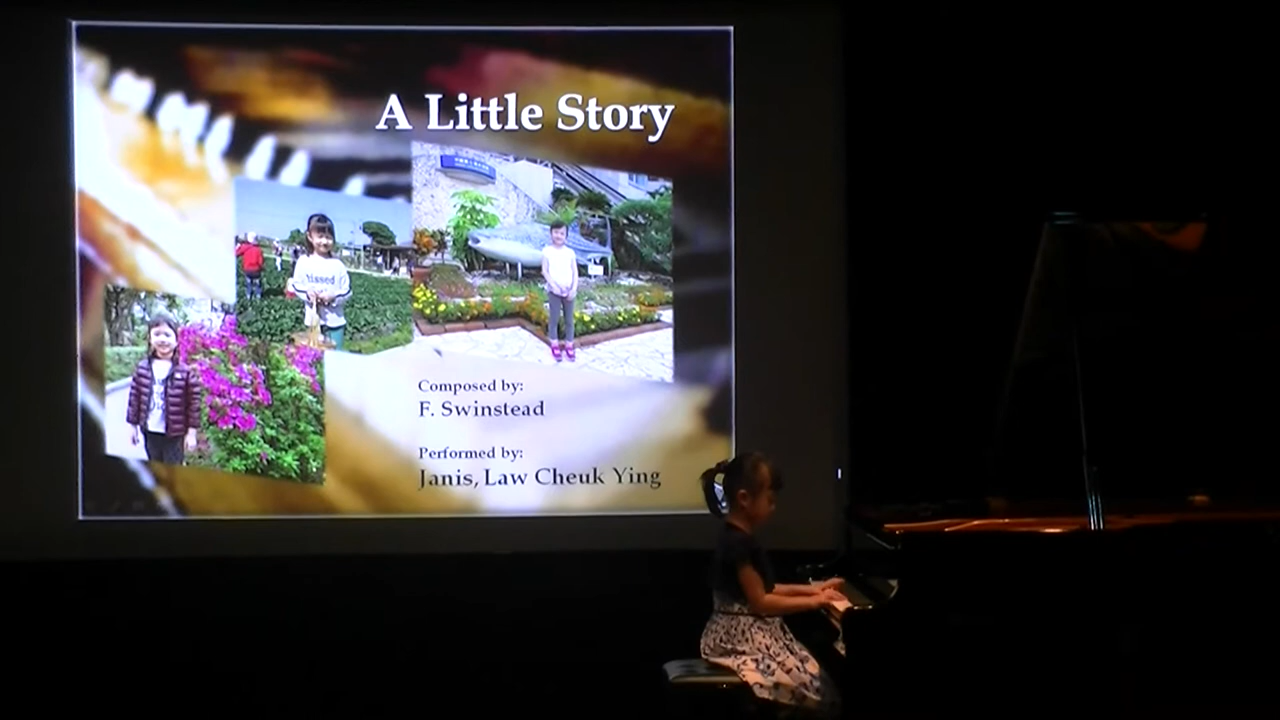 A Little Story
Composed by:
F. Swinstead
Performed by:
Janis, Law Cheuk Ying